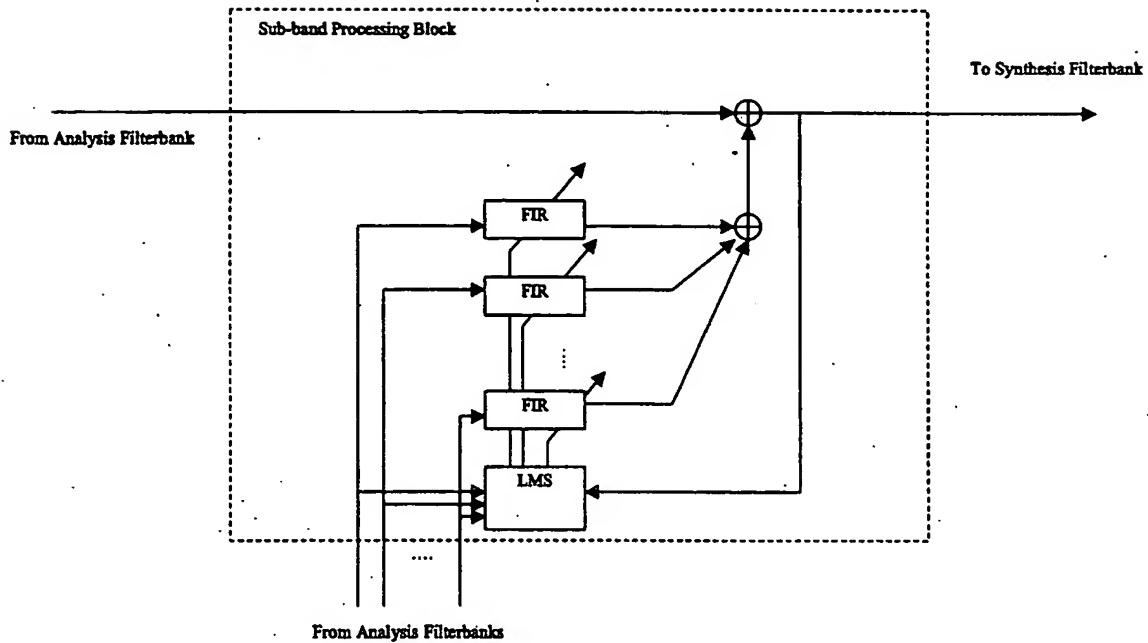 Sub-band Processing Block
To Synthesis Filterbank
From Analysis Filterbank
FIR
FIR
....
FIR
LMS
....
From Analysis Filterbanks